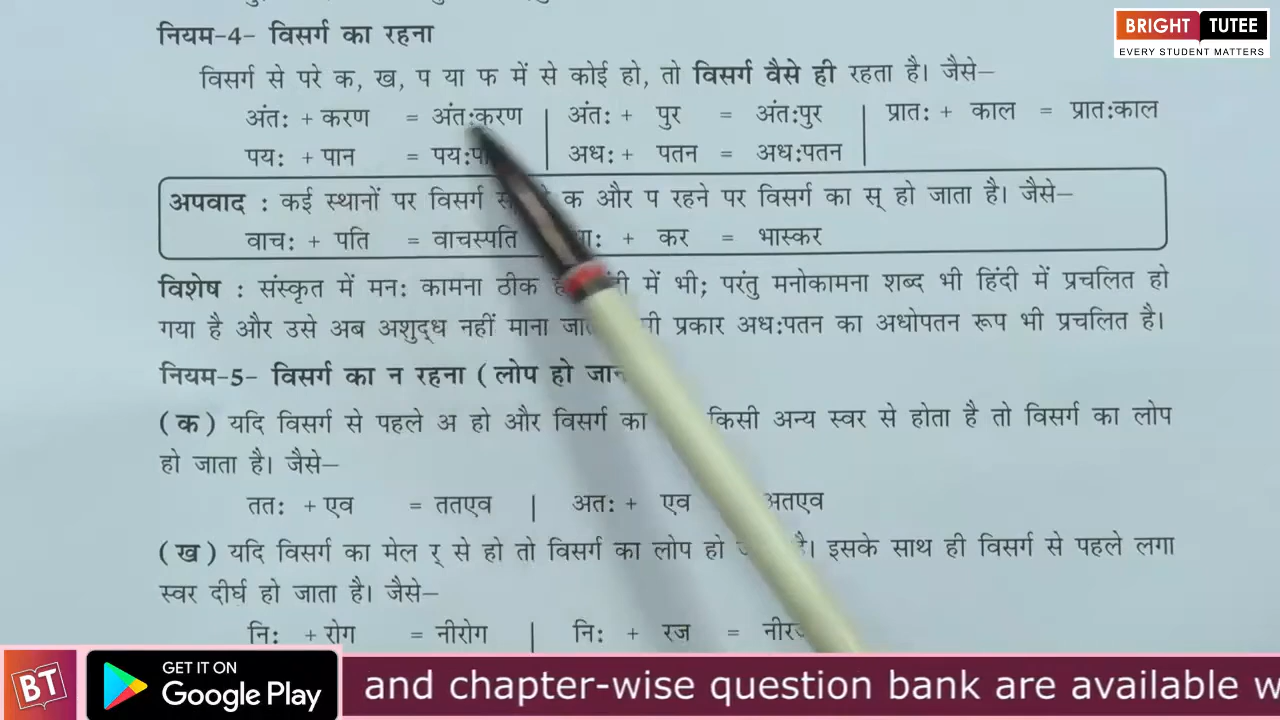 नियम-4- विसर्ग का रहना
विसर्ग से परे क, ख, प या फ में से कोई हो, तो विसर्ग वैसे ही रहता है। जैसे–
अंतः + करण = अंतःकरण | अंतः + पुर = अंतःपुर | प्रातः + काल = प्रातःकाल
पयः + पान = | अधः + पतन = अधःपतन
अपवाद : कई स्थानों पर विसर्ग क और प रहने पर विसर्ग का स् हो जाता है। जैसे–
वाचः + पति = वाचस्पति + कर = भास्कर
विशेष : संस्कृत में मनः कामना ठीक में भी; परंतु मनोकामना शब्द भी हिंदी में प्रचलित हो
गया है और उसे अब अशुद्ध नहीं माना प्रकार अधःपतन का अधोपतन रूप भी प्रचलित है।
नियम-5- विसर्ग का न रहना (लोप हो
(क) यदि विसर्ग से पहले अ हो और विसर्ग का किसी अन्य स्वर से होता है तो विसर्ग का लोप
हो जाता है। जैसे–
ततः + एव = ततएव | अतः + एव अतएव
(ख) यदि विसर्ग का मेल र् से हो तो विसर्ग का लोप हो है। इसके साथ ही विसर्ग से पहले लगा
स्वर दीर्घ हो जाता है। जैसे–
निः + रोग = नीरोग | निः + रज =
BRIGHT TUTEE
EVERY STUDENT MATTERS
BT
GET IT ON
Google Play
and chapter-wise question bank are available